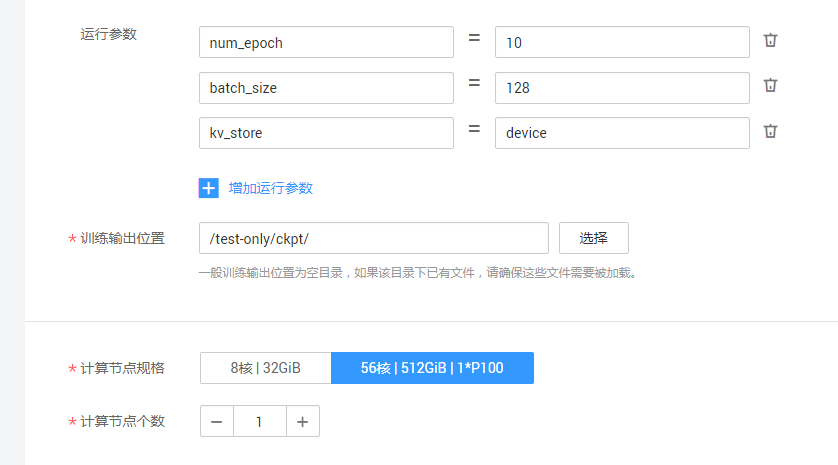 运行参数 num_epoch = 10
batch_size = 128
kv_store = device
增加运行参数
* 训练输出位置 /test-only/ckpt/ 选择
一般训练输出位置为空目录，如果该目录下已有文件，请确保这些文件需要被加载。
* 计算节点规格 8核 | 32GiB 56核 | 512GiB | 1*P100
* 计算节点个数 − 1 +